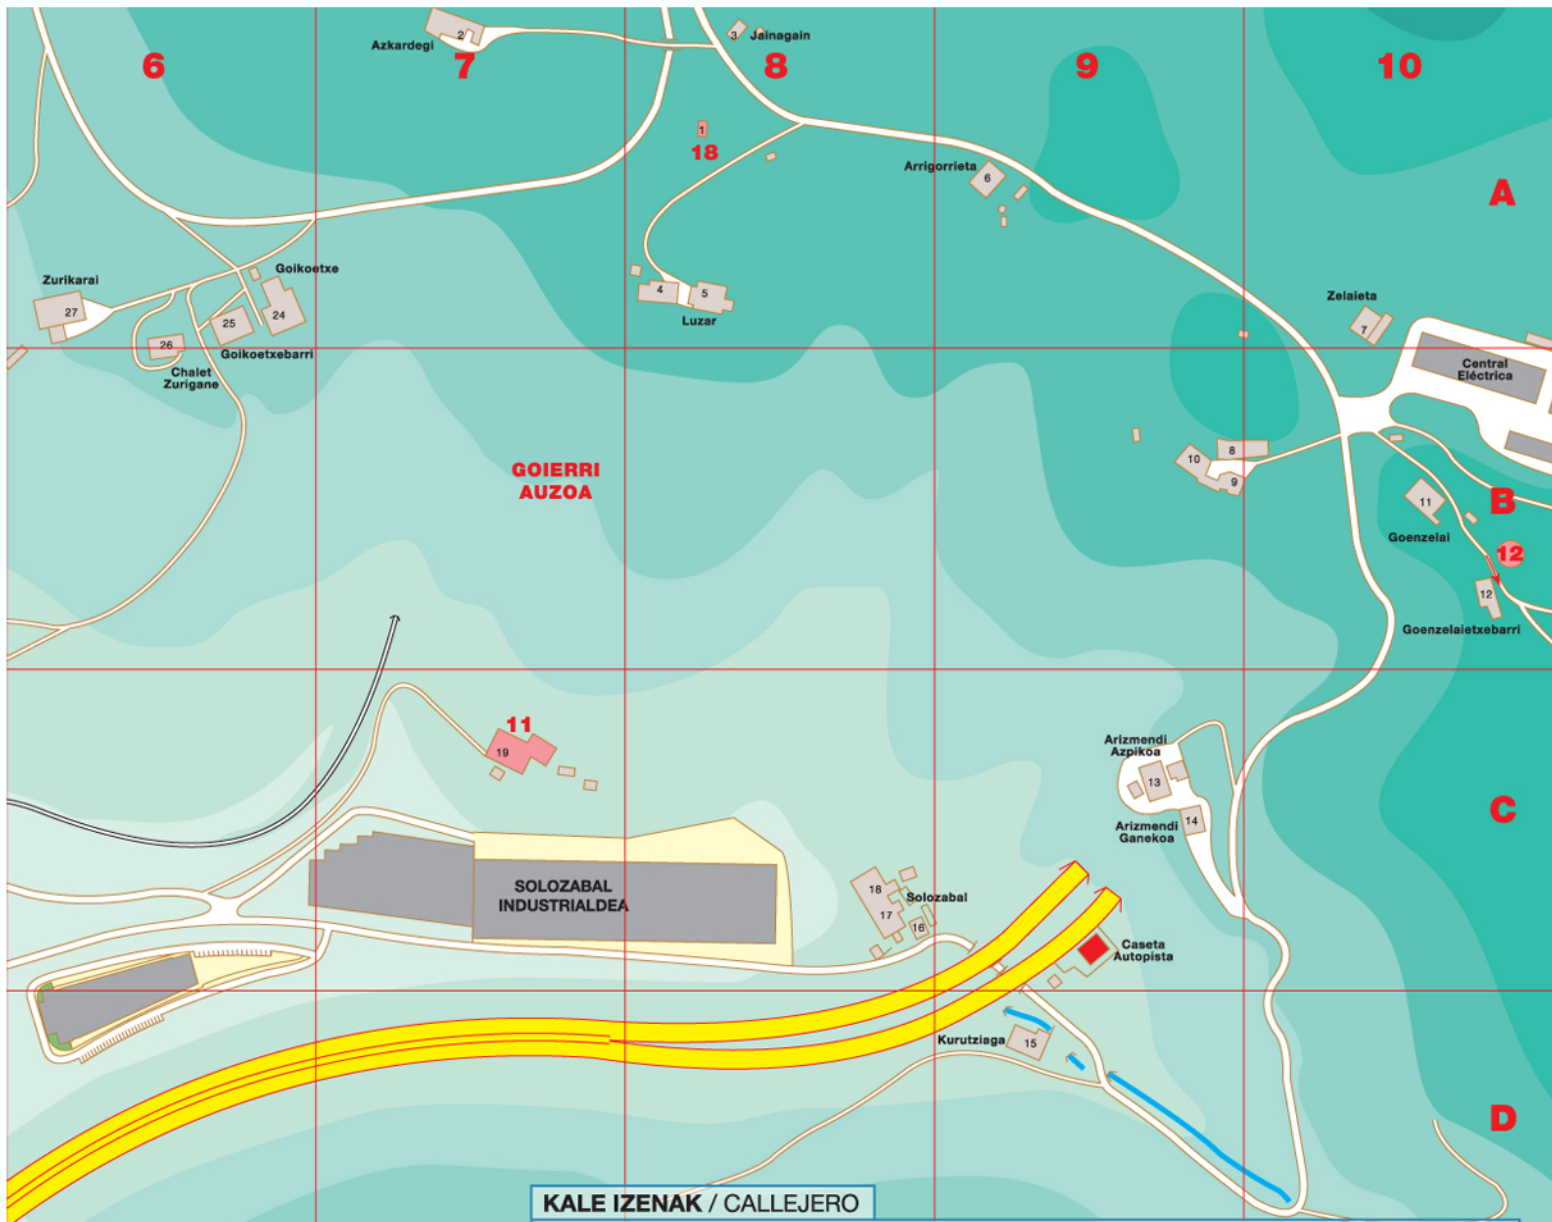 2
Azkardegi
3
Jainagain
6
7
8
9
10
1
18
Arrigorrieta
6
A
Zurikarai
27
Goikoetxe
24
25
Goikoetxebarri
26
Chalet
Zurigane
4
5
Luzar
Zelaieta
7
Central
Eléctrica
GOIERRI
AUZOA
10
8
9
11
B
Goenzelai
12
12
Goenzelaietxebarri
11
19
Arizmendi
Azpikoa
13
14
Arizmendi
Ganekoa
C
SOLOZABAL
INDUSTRIALDEA
18
17
16
Solozabal
Caseta
Autopista
Kurutziaga
15
D
KALE IZENAK / CALLEJERO